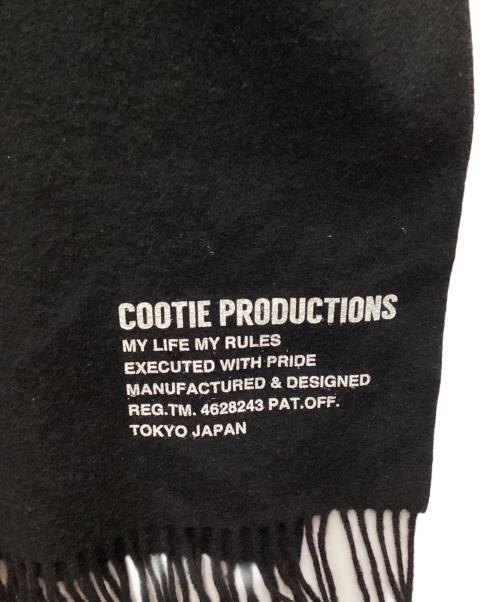 COOTIE PRODUCTIONS
MY LIFE MY RULES
EXECUTED WITH PRIDE
MANUFACTURED & DESIGNED
REG.TM. 4628243 PAT.OFF.
TOKYO JAPAN